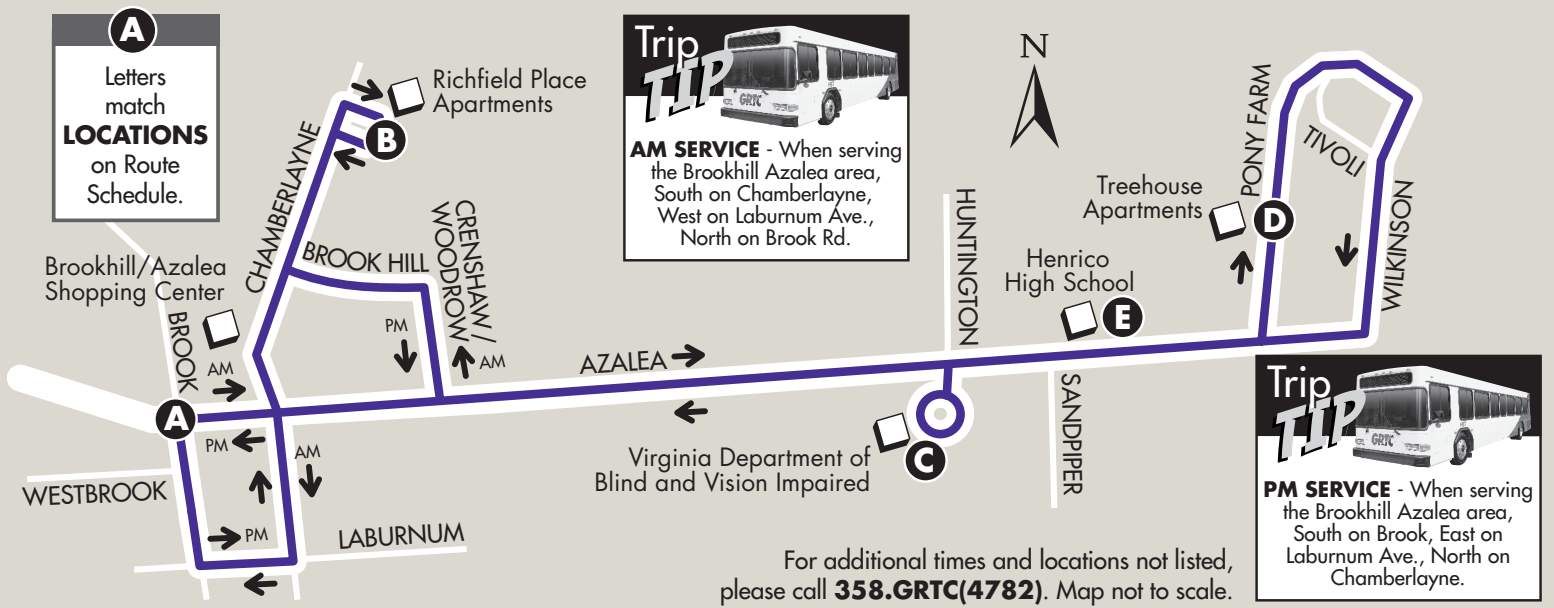 A
Letters
match
LOCATIONS
on Route
Schedule.
Richfield Place
Apartments
B
CHAMBERLAYNE
BROOK HILL
CRENSHAW/
WOODROW
Brookhill/Azalea
Shopping Center
BROOK
AM
A
PM
PM
AM
AM
PM
WESTBROOK
LABURNUM
Trip
TIP
GRTC
AM SERVICE - When serving
the Brookhill Azalea area,
South on Chamberlayne,
West on Laburnum Ave.,
North on Brook Rd.
AZALEA
Virginia Department of
Blind and Vision Impaired
C
N
HUNTINGTON
Henrico
High School
E
SANDPIPER
Treehouse
Apartments
D
PONY FARM
TIVOLI
WILKINSON
Trip
TIP
GRTC
PM SERVICE - When serving
the Brookhill Azalea area,
South on Brook, East on
Laburnum Ave., North on
Chamberlayne.
For additional times and locations not listed,
please call 358.GRTC(4782). Map not to scale.